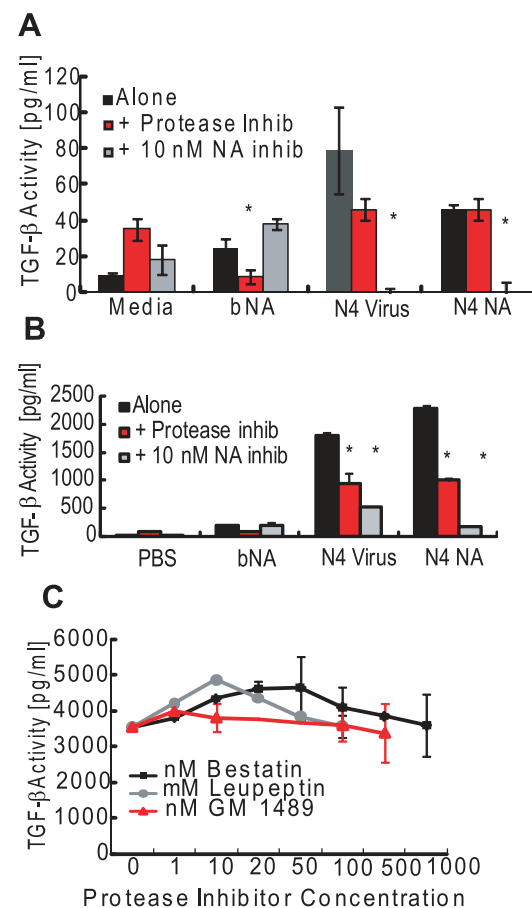 A
TGF-β Activity [pg/ml]
120
100
80
60
40
20
0
Alone
+ Protease Inhib
+ 10 nM NA inhib
*
*
*
Media
bNA
N4 Virus
N4 NA
B
TGF-β Activity [pg/ml]
2500
2000
1500
1000
500
0
Alone
+ Protease inhib
+ 10 nM NA inhib
* *
* *
PBS
bNA
N4 Virus
N4 NA
C
TGF-βActivity [pg/ml]
6000
5000
4000
3000
2000
1000
0
nM Bestatin
mM Leupeptin
nM GM 1489
0 1 10 20 50 100 500 1000
Protease Inhibitor Concentration